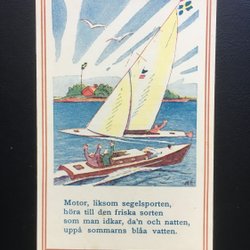 Motor, liksom segelsporten,
höra till den friska sorten
som man idkar, da'n och natten,
uppå sommarns blåa vatten.